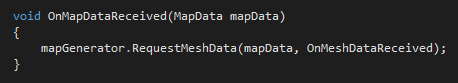 void OnMapDataReceived(MapData mapData)
{
    mapGenerator.RequestMeshData(mapData, OnMeshDataReceived);
}